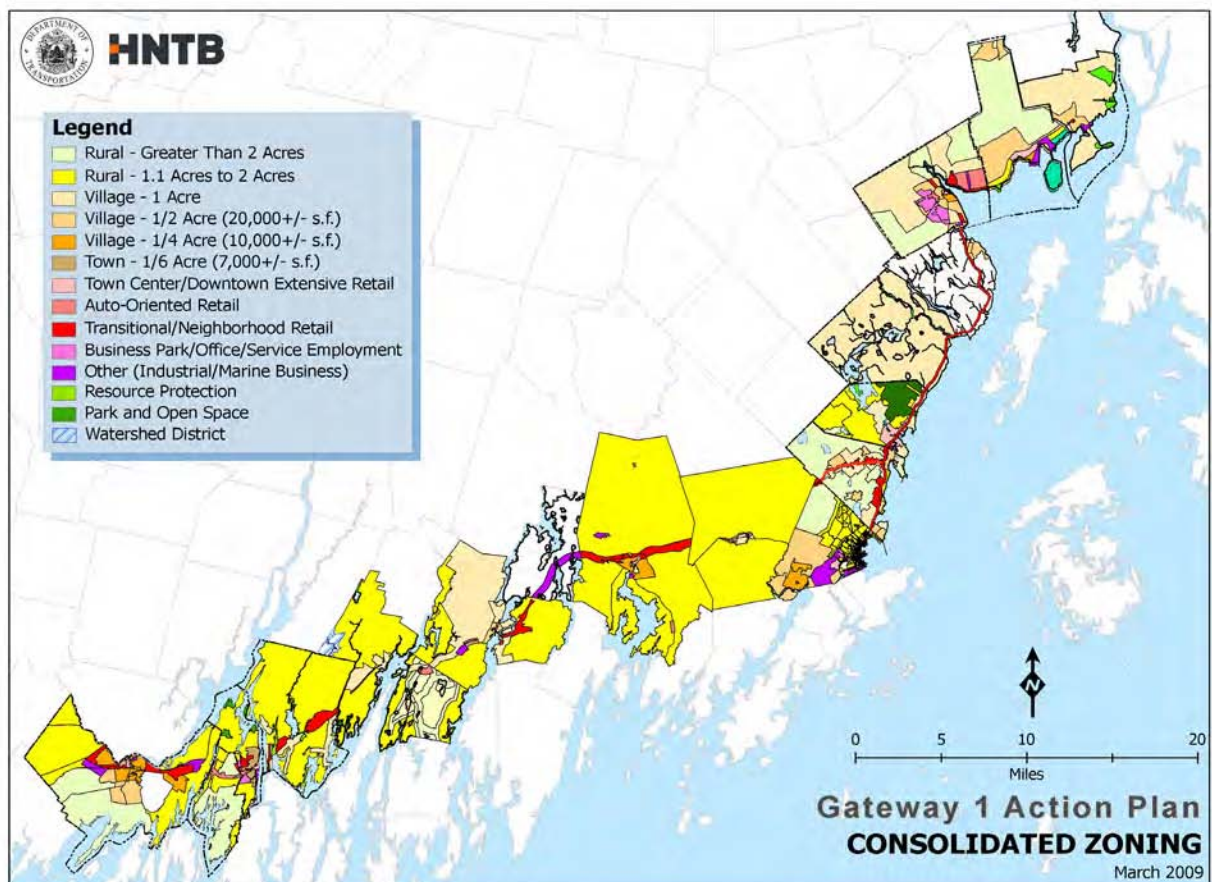 DEPARTMENT OF
TRANSPORTATION
HNTB
Legend
Rural - Greater Than 2 Acres
Rural - 1.1 Acres to 2 Acres
Village - 1 Acre
Village - 1/2 Acre (20,000+/- s.f.)
Village - 1/4 Acre (10,000+/- s.f.)
Town - 1/6 Acre (7,000+/- s.f.)
Town Center/Downtown Extensive Retail
Auto-Oriented Retail
Transitional/Neighborhood Retail
Business Park/Office/Service Employment
Other (Industrial/Marine Business)
Resource Protection
Park and Open Space
Watershed District
N
0 5 10 20
Miles
Gateway 1 Action Plan
CONSOLIDATED ZONING
March 2009